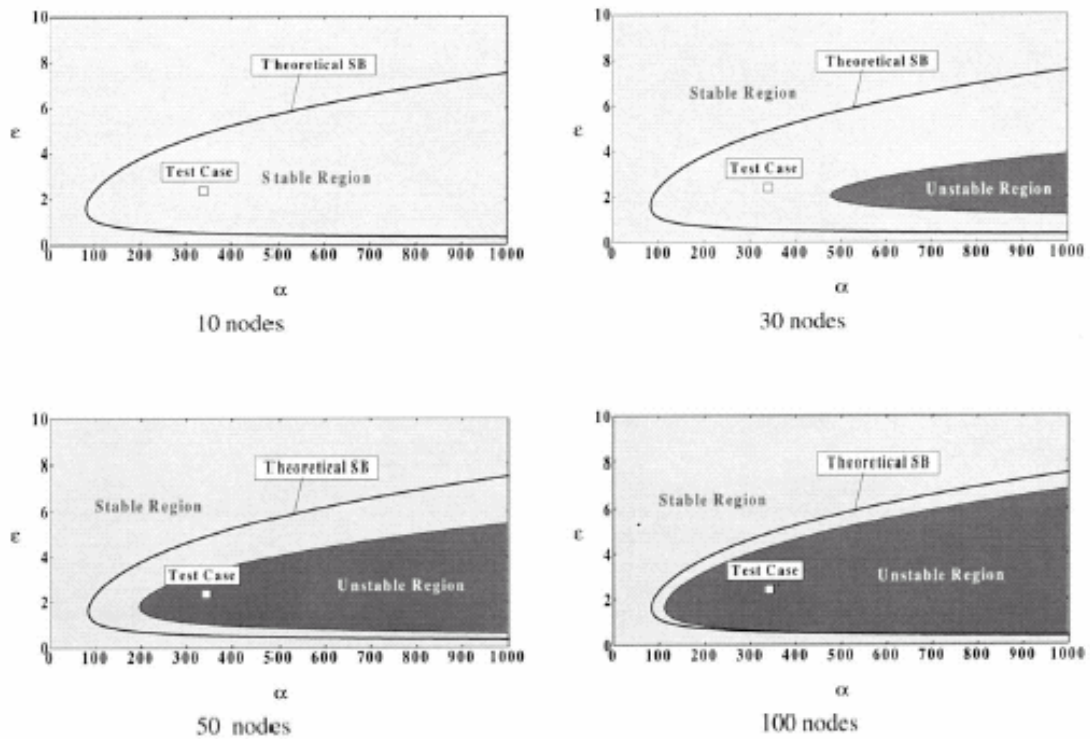 10
8
6
4
2
0
ε
Theoretical SB
Test Case
Stable Region
0 100 200 300 400 500 600 700 800 900 1000
α
10 nodes
10
8
6
4
2
0
ε
Theoretical SB
Stable Region
Test Case
Unstable Region
0 100 200 300 400 500 600 700 800 900 1000
α
30 nodes
10
8
6
4
2
0
ε
Theoretical SB
Stable Region
Test Case
Unstable Region
0 100 200 300 400 500 600 700 800 900 1000
α
50 nodes
10
8
6
4
2
0
ε
Theoretical SB
Stable Region
Test Case
Unstable Region
0 100 200 300 400 500 600 700 800 900 1000
α
100 nodes